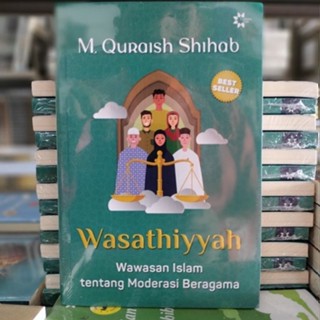 M. Quraish Shihab
BEST
SELLER
Wasathiyyah
Wawasan Islam
tentang Moderasi Beragama